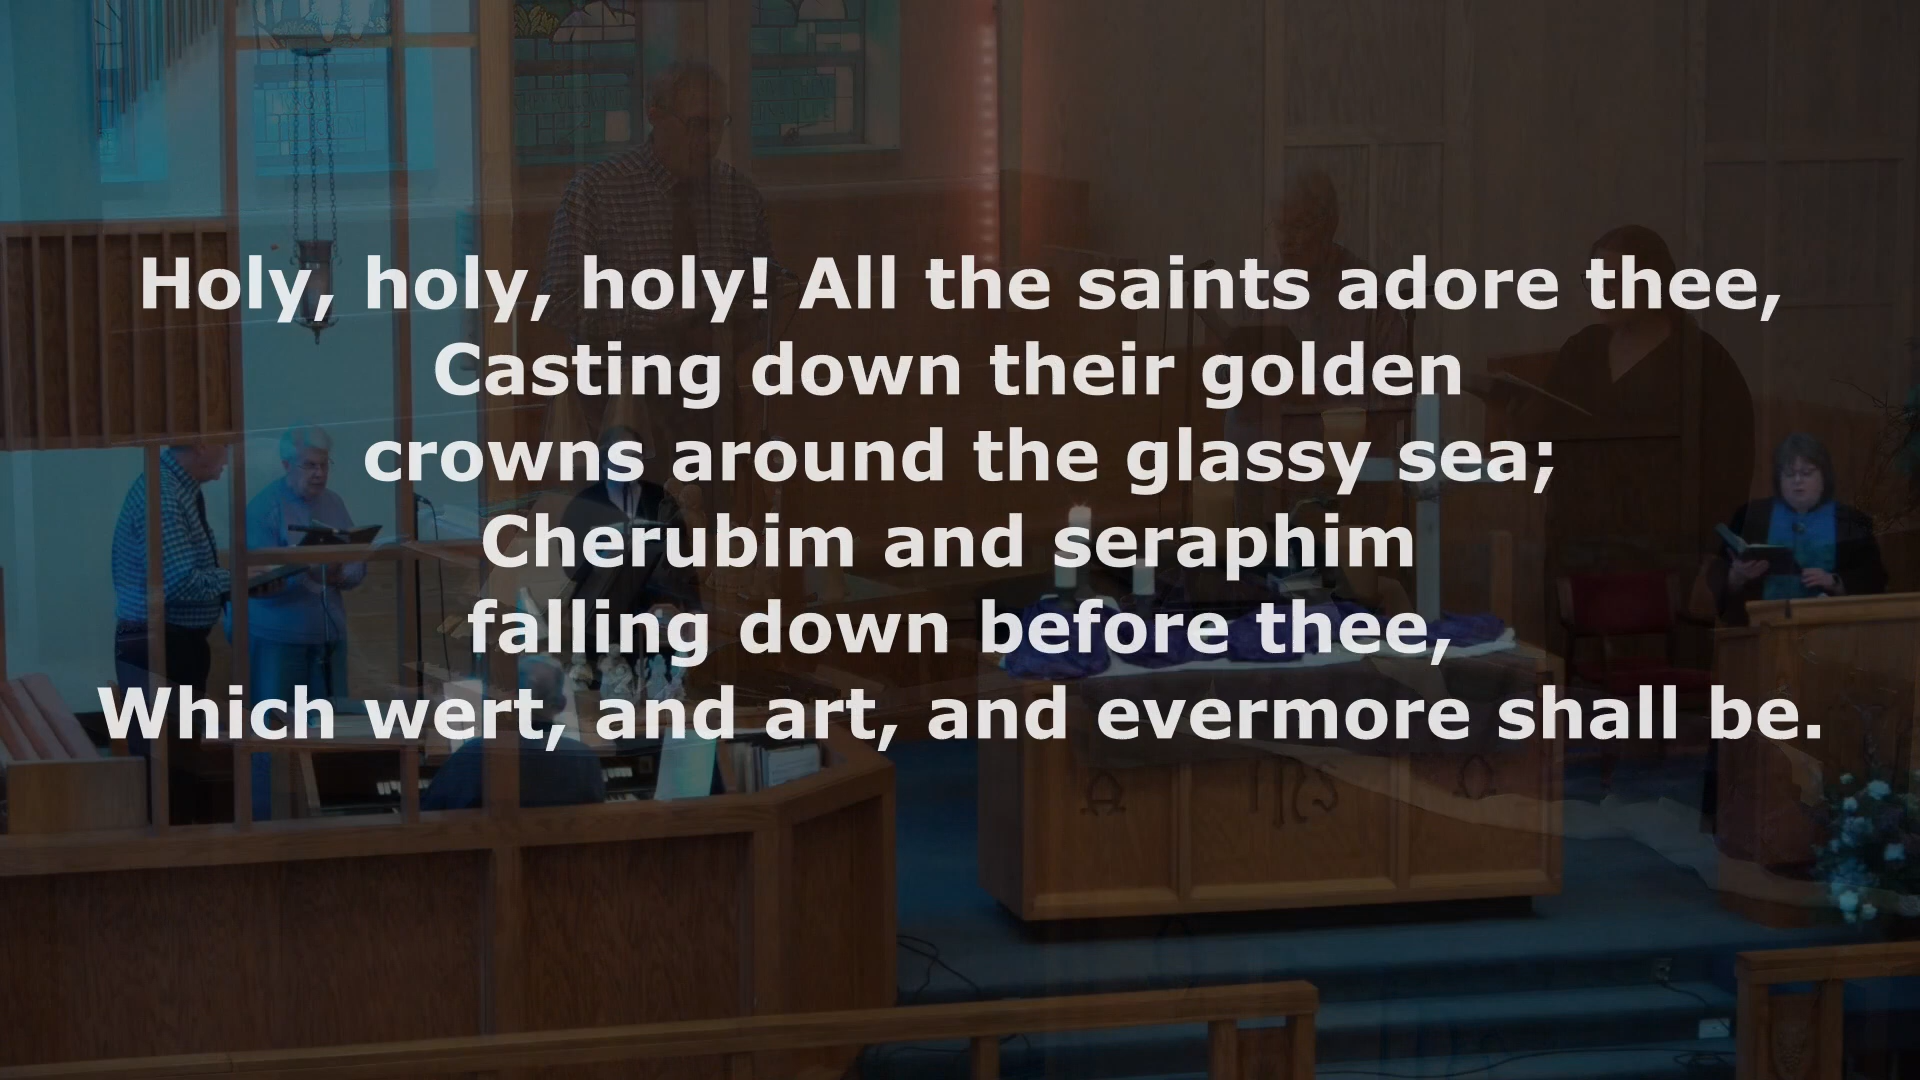 Holy, holy, holy! All the saints adore thee,
Casting down their golden
crowns around the glassy sea;
Cherubim and seraphim
falling down before thee,
Which wert, and art, and evermore shall be.